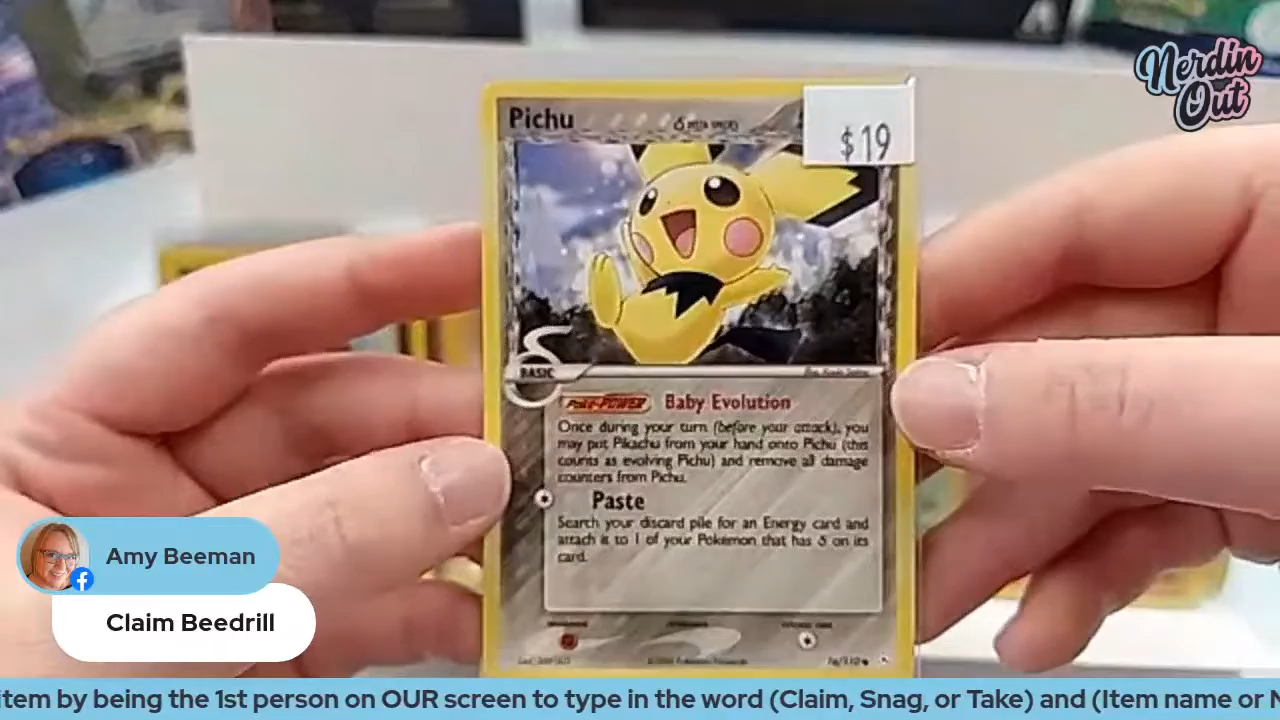 Nerdin
Out
Pichu
$19
BASIC
Poké-POWER Baby Evolution
Once during your turn (before your attack), you
may put Pikachu from your hand onto Pichu (this
counts as evolving Pichu) and remove all damage
counters from Pichu.
Paste
Search your discard pile for an Energy card and
attach it to 1 of your Pokémon that has δ on its
card.
Amy Beeman
Claim Beedrill
item by being the 1st person on OUR screen to type in the word (Claim, Snag, or Take) and (Item name or